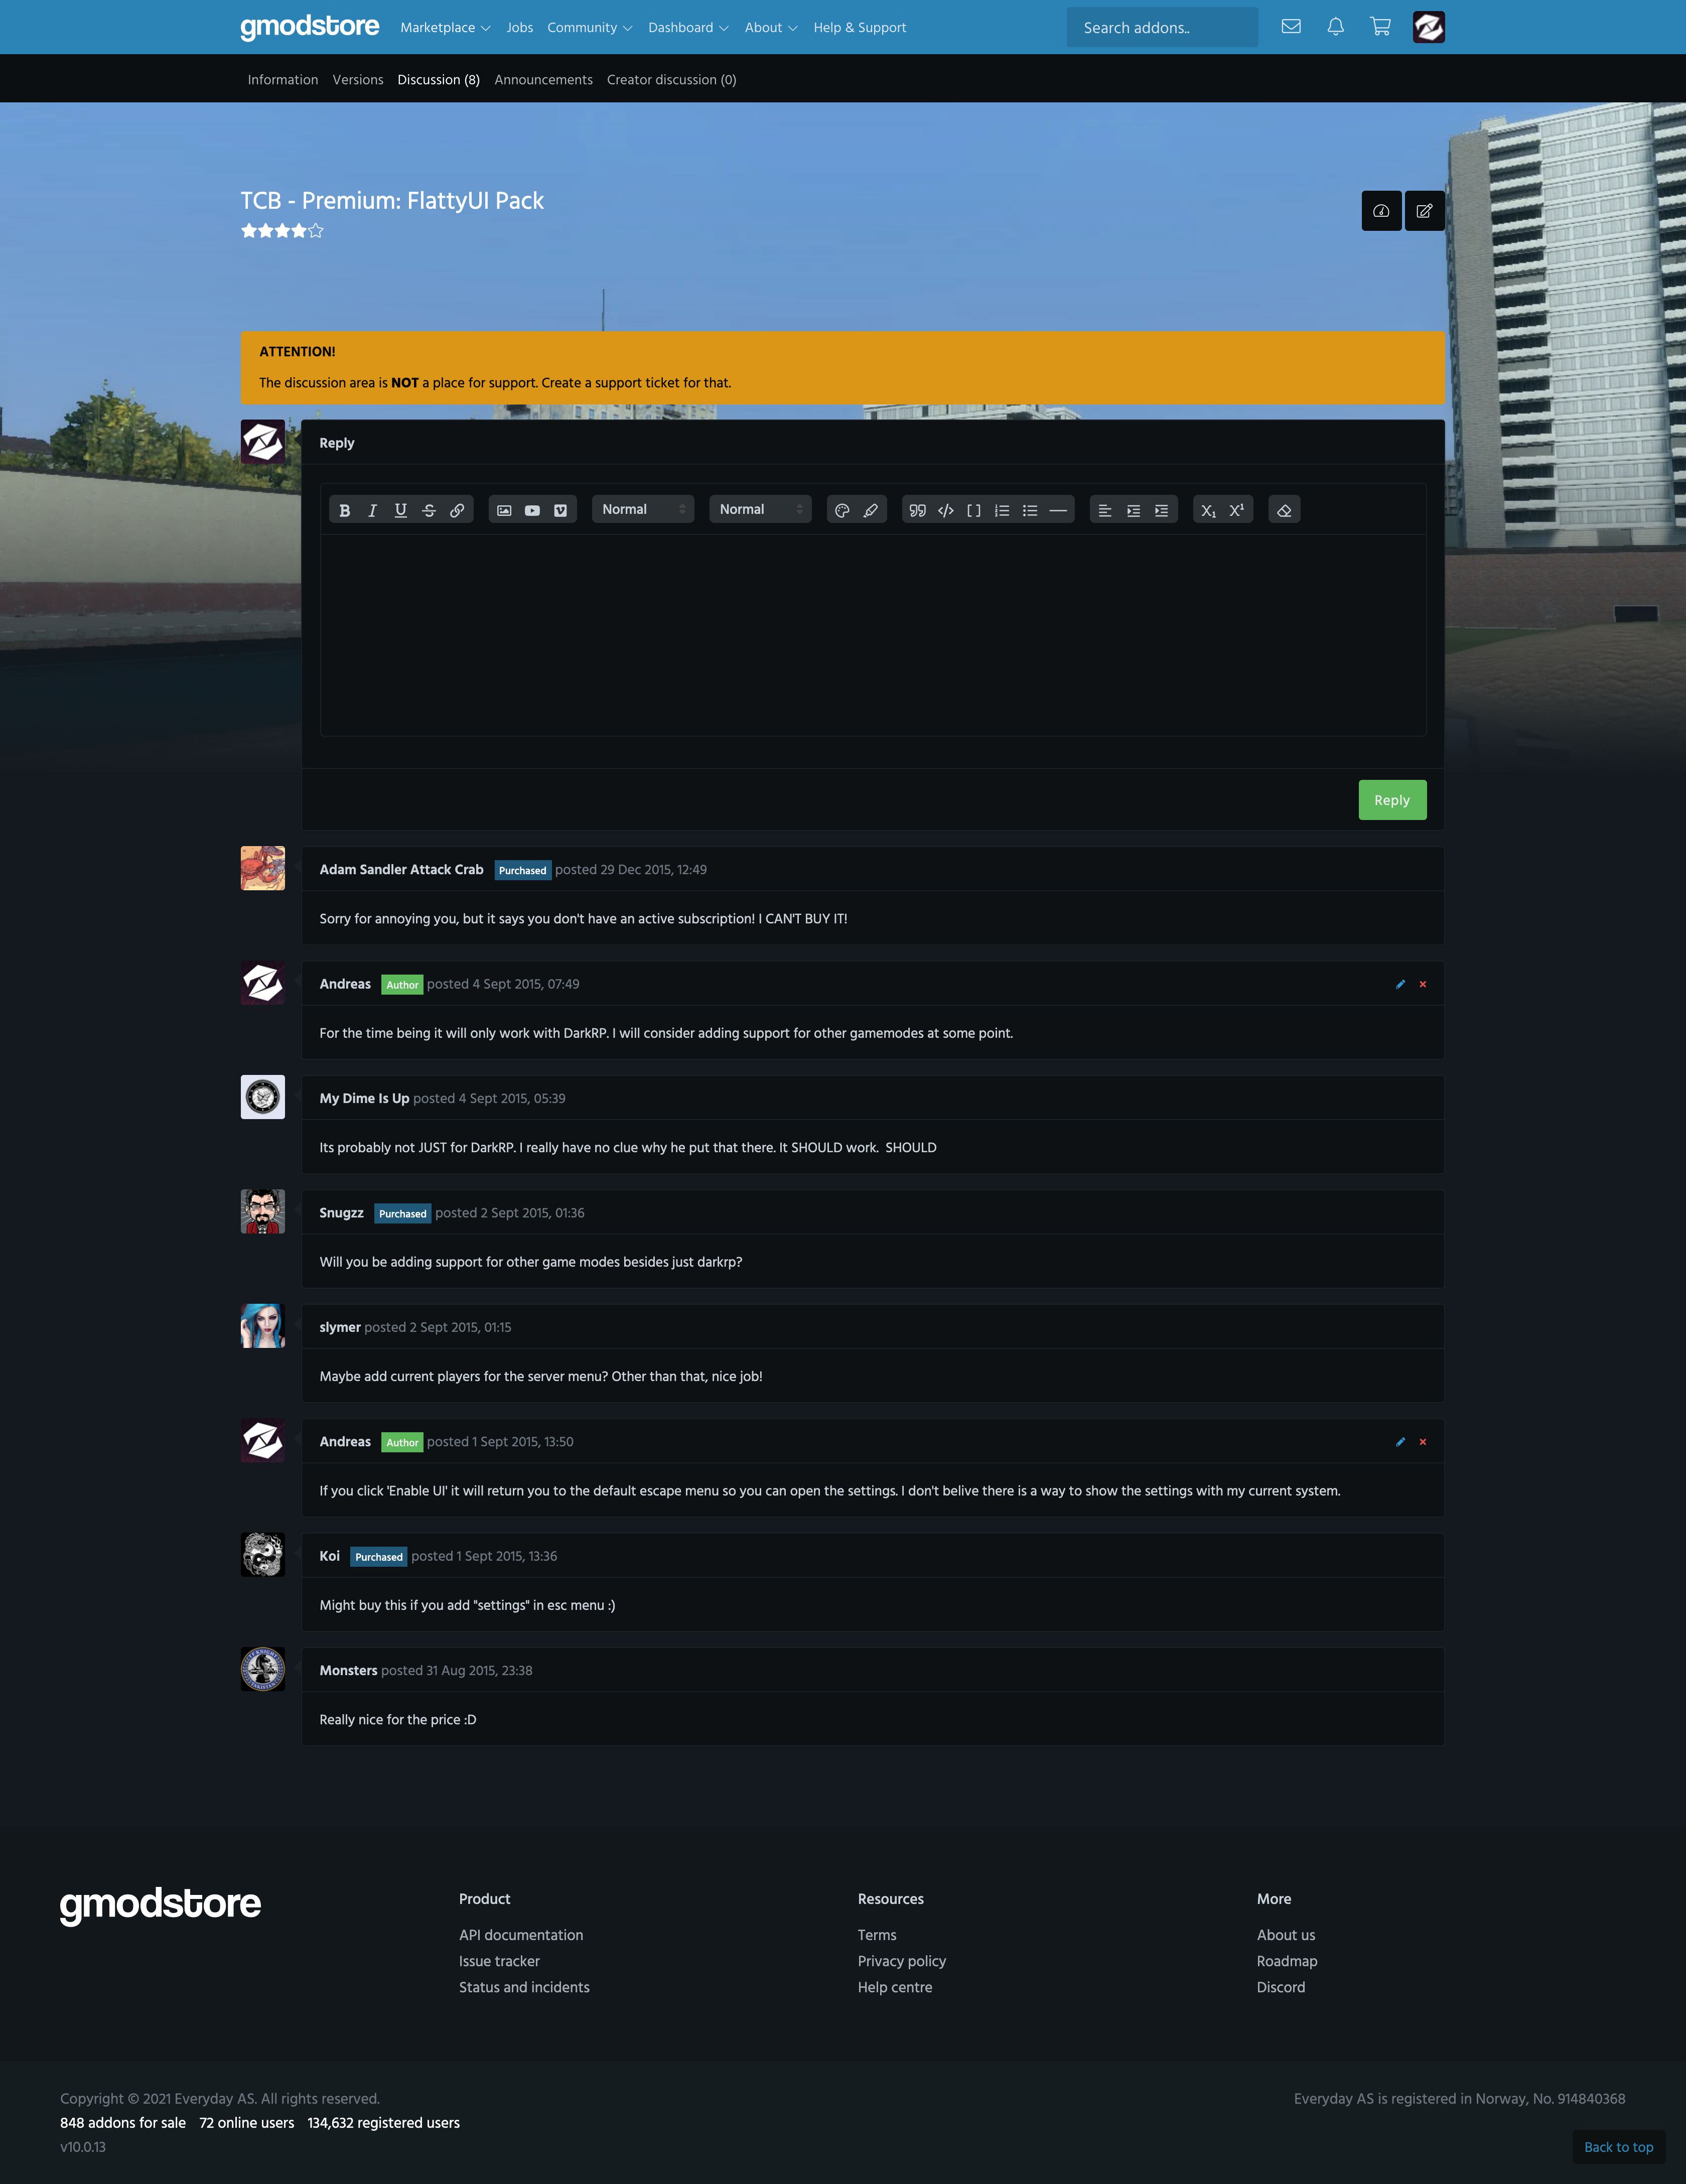 gmodstore Marketplace Jobs Community Dashboard About Help & Support Search addons..
Information Versions Discussion (8) Announcements Creator discussion (0)
TCB - Premium: FlattyUI Pack
ATTENTION!
The discussion area is NOT a place for support. Create a support ticket for that.
Reply
Normal Normal
Reply
Adam Sandler Attack Crab Purchased posted 29 Dec 2015, 12:49
Sorry for annoying you, but it says you don't have an active subscription! I CAN'T BUY IT!
Andreas Author posted 4 Sept 2015, 07:49
For the time being it will only work with DarkRP. I will consider adding support for other gamemodes at some point.
My Dime Is Up posted 4 Sept 2015, 05:39
Its probably not JUST for DarkRP. I really have no clue why he put that there. It SHOULD work.  SHOULD
Snugzz Purchased posted 2 Sept 2015, 01:36
Will you be adding support for other game modes besides just darkrp?
slymer posted 2 Sept 2015, 01:15
Maybe add current players for the server menu? Other than that, nice job!
Andreas Author posted 1 Sept 2015, 13:50
If you click 'Enable UI' it will return you to the default escape menu so you can open the settings. I don't belive there is a way to show the settings with my current system.
Koi Purchased posted 1 Sept 2015, 13:36
Might buy this if you add "settings" in esc menu :)
Monsters posted 31 Aug 2015, 23:38
Really nice for the price :D
gmodstore
Product
API documentation
Issue tracker
Status and incidents
Resources
Terms
Privacy policy
Help centre
More
About us
Roadmap
Discord
Copyright © 2021 Everyday AS. All rights reserved.
848 addons for sale 72 online users 134,632 registered users
v10.0.13
Everyday AS is registered in Norway, No. 914840368
Back to top